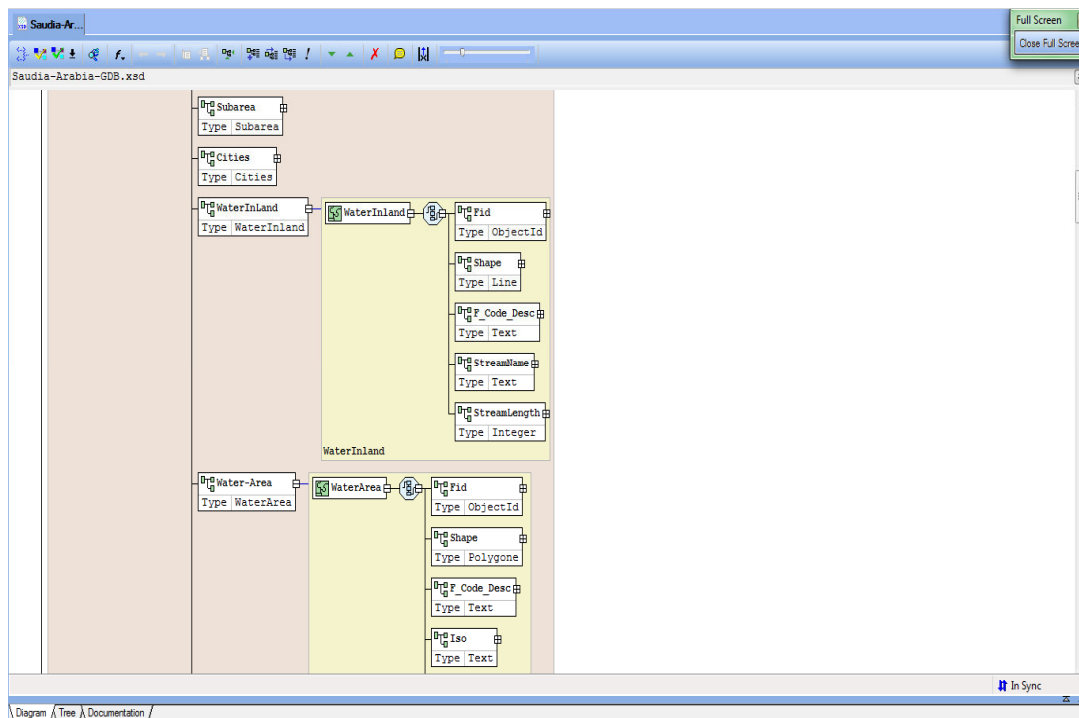 Saudia-Ar...
Full Screen
Close Full Scree
Saudia-Arabia-GDB.xsd
Subarea
Type Subarea
Cities
Type Cities
WaterInLand
Type WaterInland
WaterInland
Fid
Type ObjectId
Shape
Type Line
F_Code_Desc
Type Text
StreamName
Type Text
StreamLength
Type Integer
WaterInland
Water-Area
Type WaterArea
WaterArea
Fid
Type ObjectId
Shape
Type Polygone
F_Code_Desc
Type Text
Iso
Type Text
In Sync
Diagram Tree Documentation